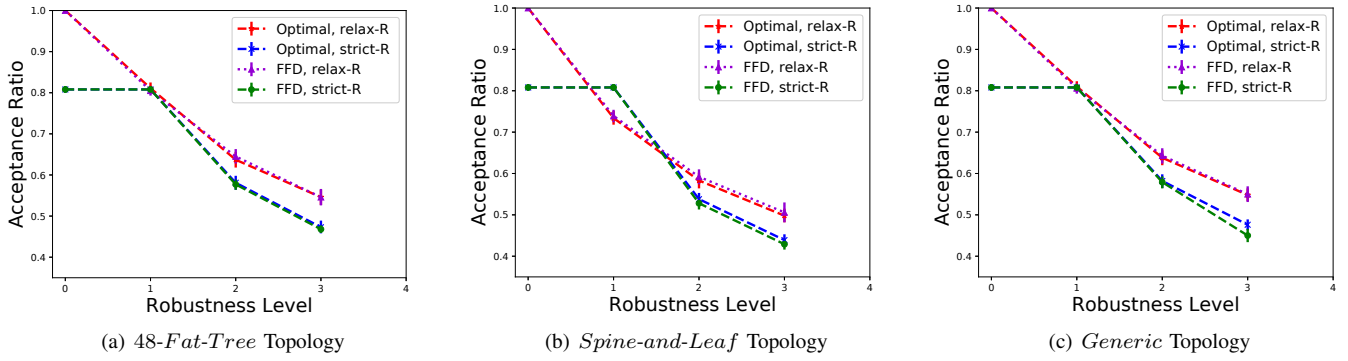 1.0
0.9
0.8
0.7
0.6
0.5
0.4
Acceptance Ratio
Optimal, relax-R
Optimal, strict-R
FFD, relax-R
FFD, strict-R
0 1 2 3 4
Robustness Level
(a) 48-Fat-Tree Topology
1.0
0.9
0.8
0.7
0.6
0.5
0.4
Acceptance Ratio
Optimal, relax-R
Optimal, strict-R
FFD, relax-R
FFD, strict-R
0 1 2 3 4
Robustness Level
(b) Spine-and-Leaf Topology
1.0
0.9
0.8
0.7
0.6
0.5
0.4
Acceptance Ratio
Optimal, relax-R
Optimal, strict-R
FFD, relax-R
FFD, strict-R
0 1 2 3 4
Robustness Level
(c) Generic Topology